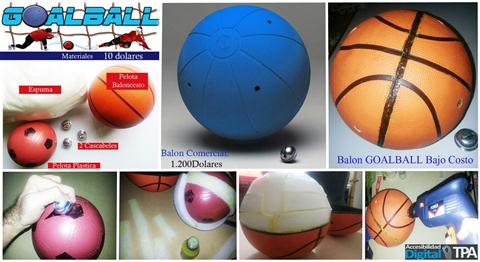 GOALBALL
Materiales 10 dolares
Espuma
Pelota
Baloncesto
2 Cascabeles
Pelota Plastica
Balon Comercial:
1.200Dolares
Balon GOALBALL Bajo Costo
Accesibilidad
Digital TPA